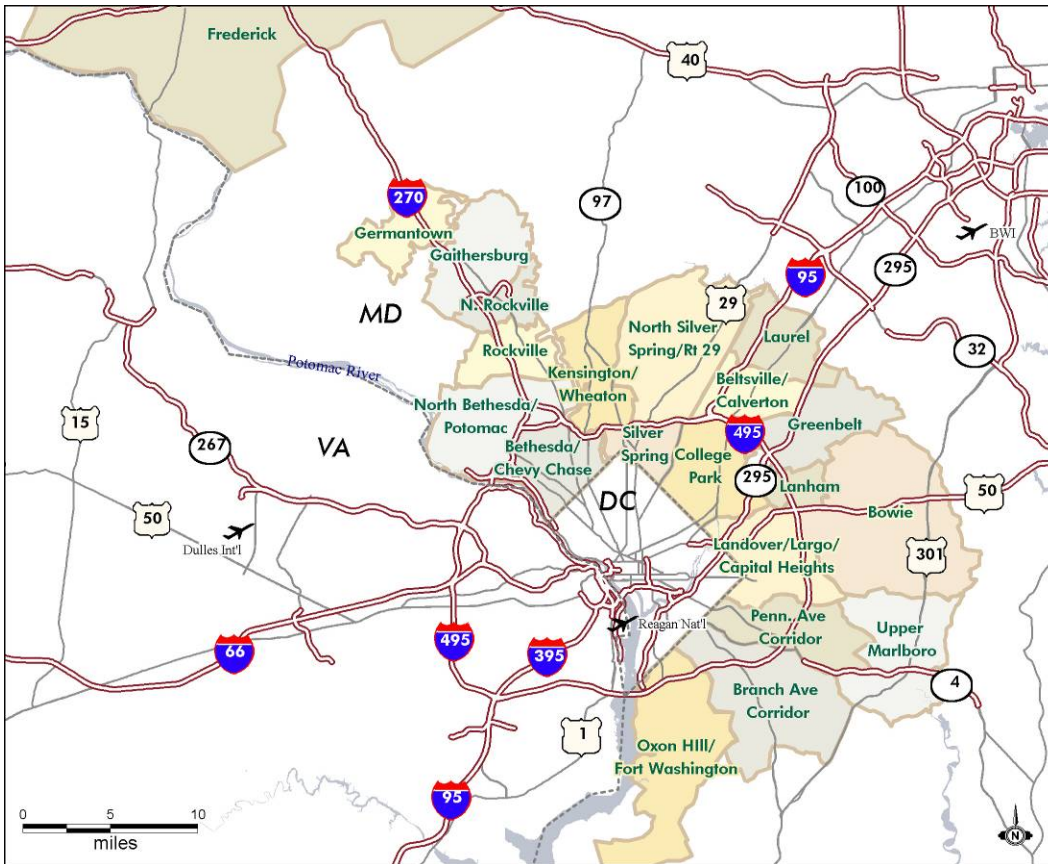 Frederick
40
270
97
100
Germantown
BWI
Gaithersburg
295
95
N. Rockville
29
MD
North Silver
Spring/Rt 29
Laurel
32
Rockville
Potomac River
Kensington/
Wheaton
Beltsville/
Calverton
15
North Bethesda/
Potomac
Greenbelt
267
VA
Silver
Spring
495
Bethesda/
Chevy Chase
College
Park
295
Lanham
50
DC
50
Bowie
Dulles Int'l
Landover/Largo/
Capital Heights
301
Reagan Nat'l
Penn. Ave
Corridor
Upper
Marlboro
66
495
395
4
Branch Ave
Corridor
1
Oxon HIll/
Fort Washington
95
0 5 10
miles
N